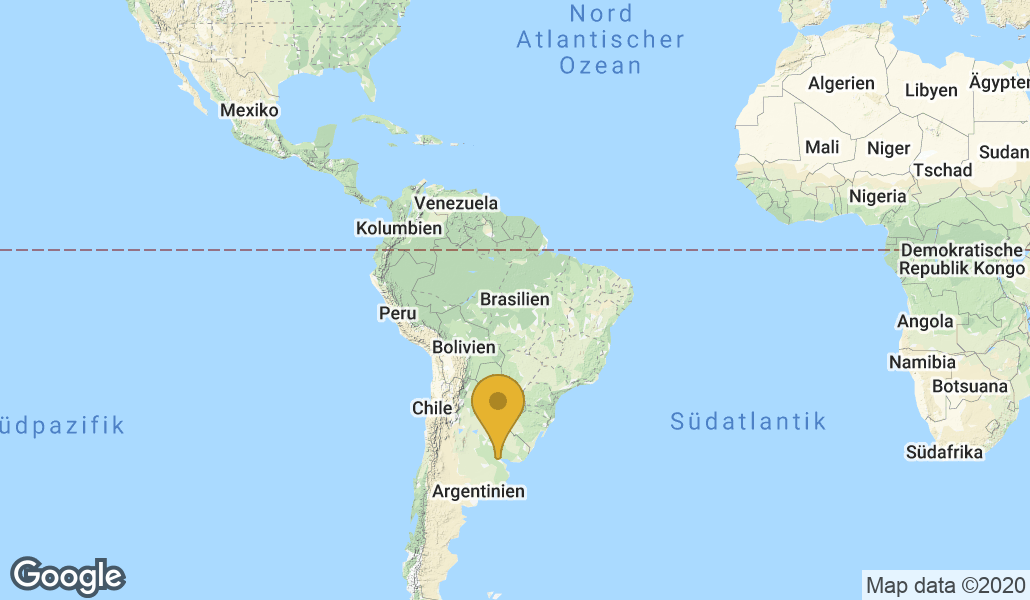 Nord
Atlantischer
Ozean
Algerien
Libyen
Ägypten
Mexiko
Mali
Niger
Sudan
Tschad
Nigeria
Venezuela
Kolumbien
Demokratische
Republik Kongo
Brasilien
Peru
Angola
Bolivien
Namibia
Botsuana
Chile
Südatlantik
üdpazifik
Südafrika
Argentinien
Google
Map data ©2020